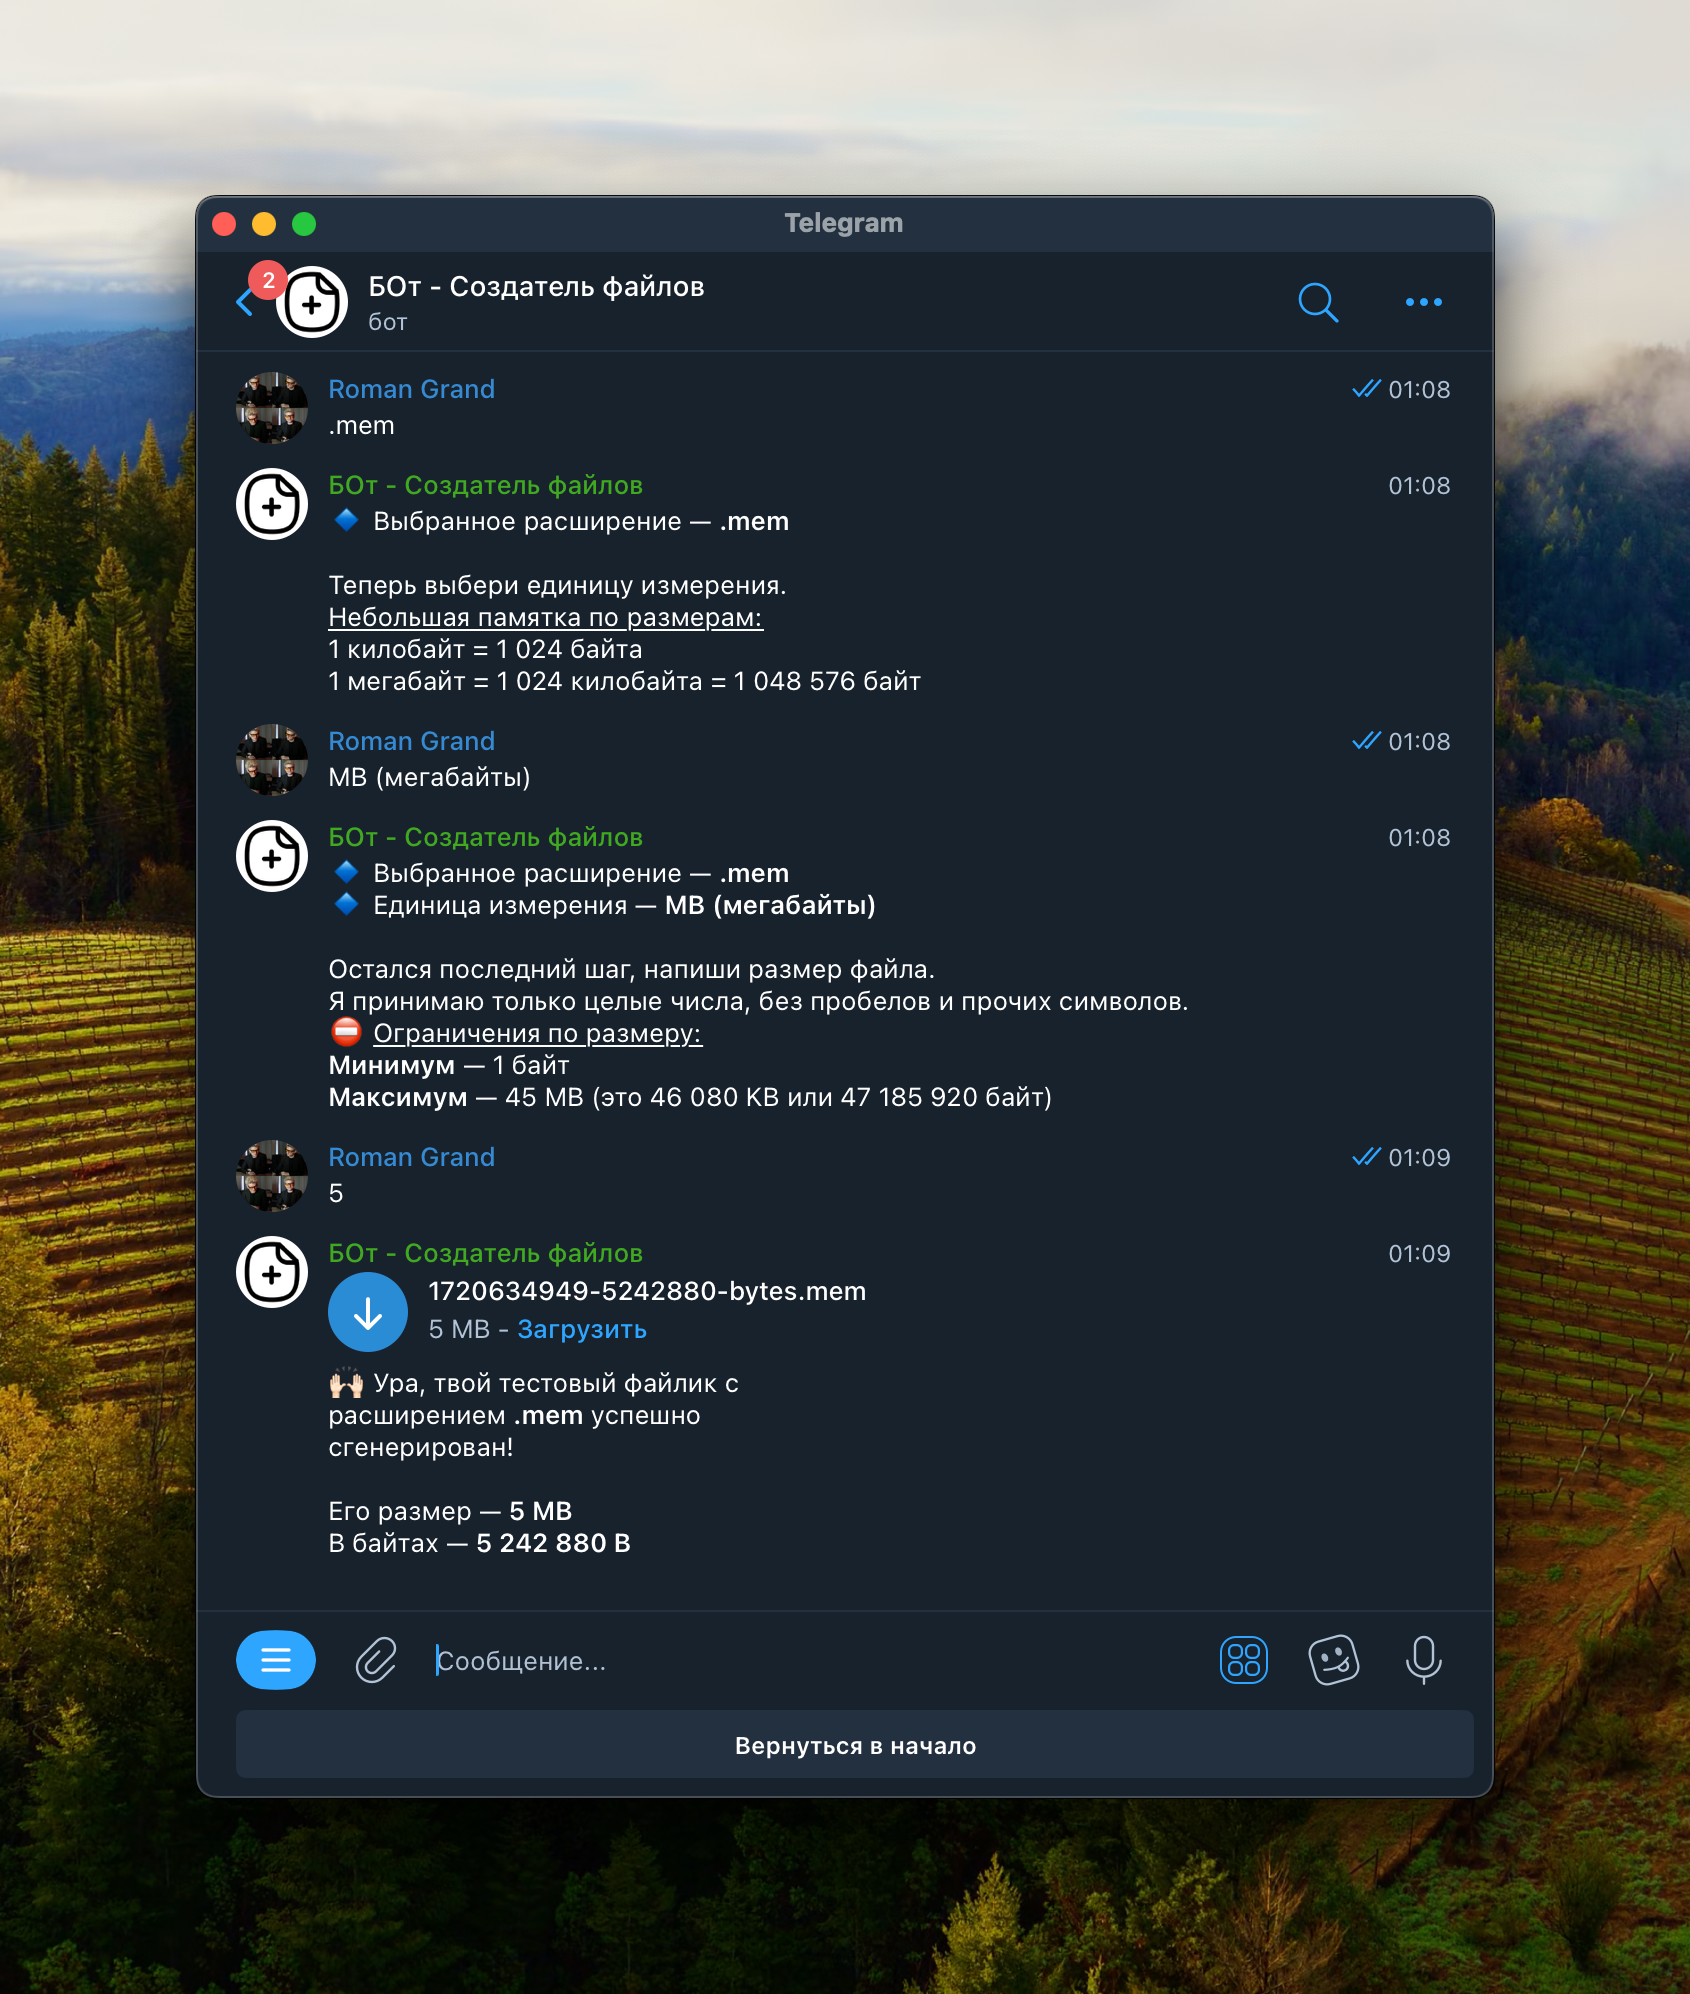 Telegram
2
БОт - Создатель файлов
бот
Roman Grand
01:08
.mem
БОт - Создатель файлов
01:08
Выбранное расширение — .mem
Теперь выбери единицу измерения.
Небольшая памятка по размерам:
1 килобайт = 1 024 байта
1 мегабайт = 1 024 килобайта = 1 048 576 байт
Roman Grand
01:08
MB (мегабайты)
БОт - Создатель файлов
01:08
Выбранное расширение — .mem
Единица измерения — MB (мегабайты)
Остался последний шаг, напиши размер файла.
Я принимаю только целые числа, без пробелов и прочих символов.
⛔ Ограничения по размеру:
Минимум — 1 байт
Максимум — 45 MB (это 46 080 KB или 47 185 920 байт)
Roman Grand
01:09
5
БОт - Создатель файлов
01:09
1720634949-5242880-bytes.mem
5 MB - Загрузить
🙌🏻 Ура, твой тестовый файлик с
расширением .mem успешно
сгенерирован!
Его размер — 5 MB
В байтах — 5 242 880 B
Сообщение...
Вернуться в начало